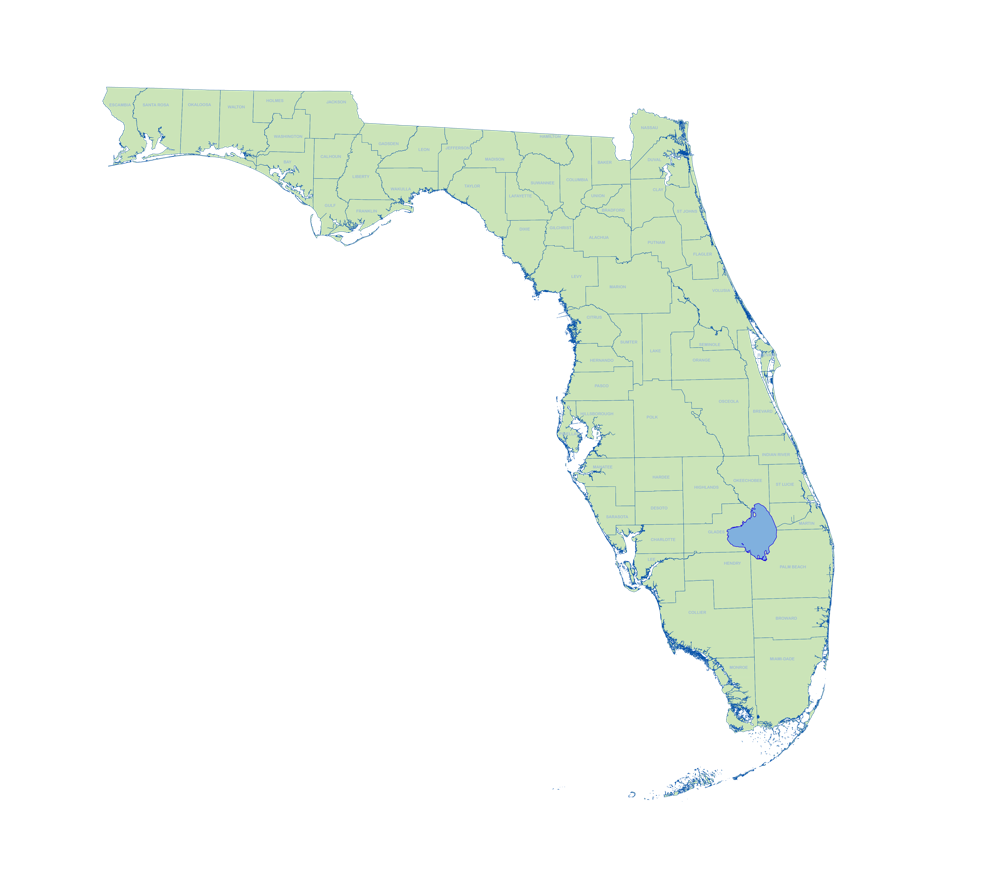 ESCAMBIA
SANTA ROSA
OKALOOSA
WALTON
HOLMES
JACKSON
WASHINGTON
NASSAU
GADSDEN
LEON
JEFFERSON
HAMILTON
MADISON
BAY
CALHOUN
BAKER
DUVAL
LIBERTY
WAKULLA
TAYLOR
SUWANNEE
COLUMBIA
LAFAYETTE
UNION
CLAY
GULF
FRANKLIN
BRADFORD
ST. JOHNS
DIXIE
GILCHRIST
ALACHUA
PUTNAM
FLAGLER
LEVY
MARION
VOLUSIA
CITRUS
SUMTER
LAKE
SEMINOLE
ORANGE
HERNANDO
PASCO
OSCEOLA
HILLSBOROUGH
POLK
BREVARD
INDIAN RIVER
MANATEE
HARDEE
HIGHLANDS
OKEECHOBEE
ST. LUCIE
DESOTO
SARASOTA
MARTIN
GLADES
CHARLOTTE
LEE
HENDRY
PALM BEACH
COLLIER
BROWARD
MIAMI-DADE
MONROE